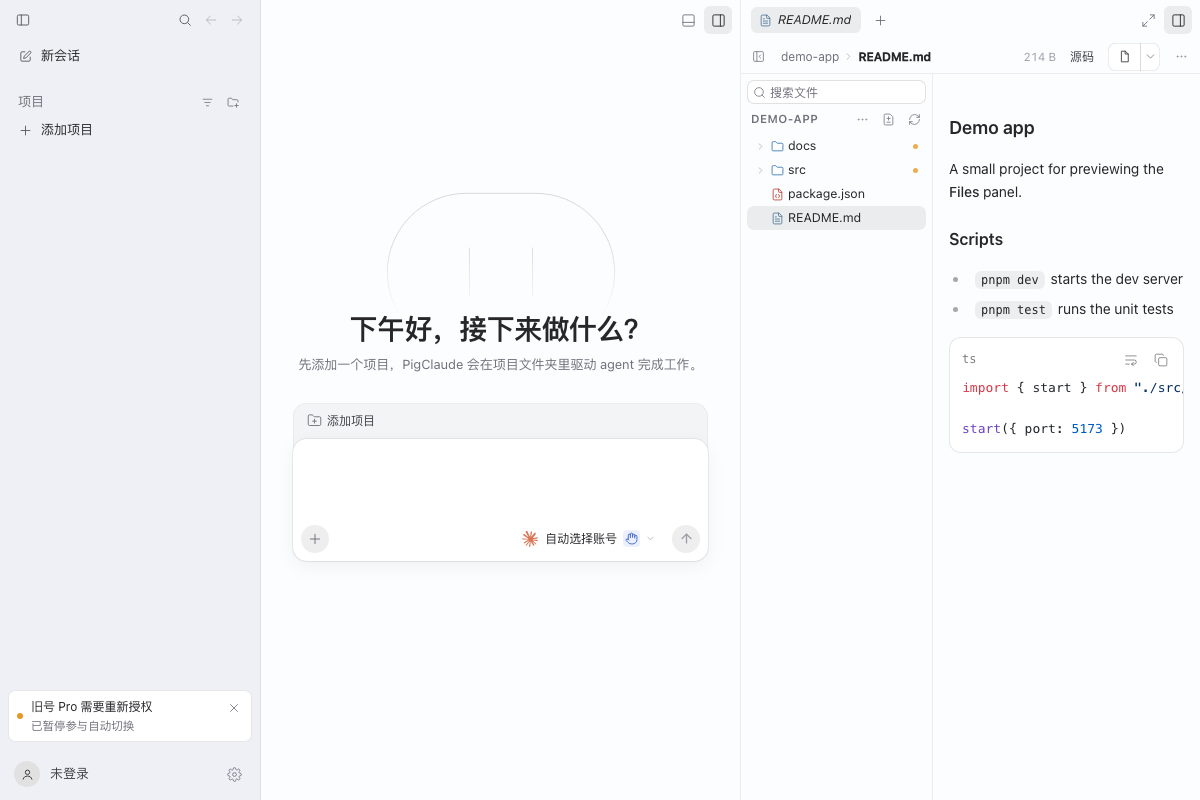 新会话
项目
添加项目
旧号 Pro 需要重新授权
已暂停参与自动切换
未登录
下午好，接下来做什么?
先添加一个项目，PigClaude 会在项目文件夹里驱动 agent 完成工作。
添加项目
自动选择账号
README.md
demo-app
README.md
214 B
源码
搜索文件
DEMO-APP
docs
src
package.json
README.md
Demo app
A small project for previewing the
Files panel.
Scripts
pnpm dev starts the dev server
pnpm test runs the unit tests
ts
import { start } from "./src/
start({ port: 5173 })